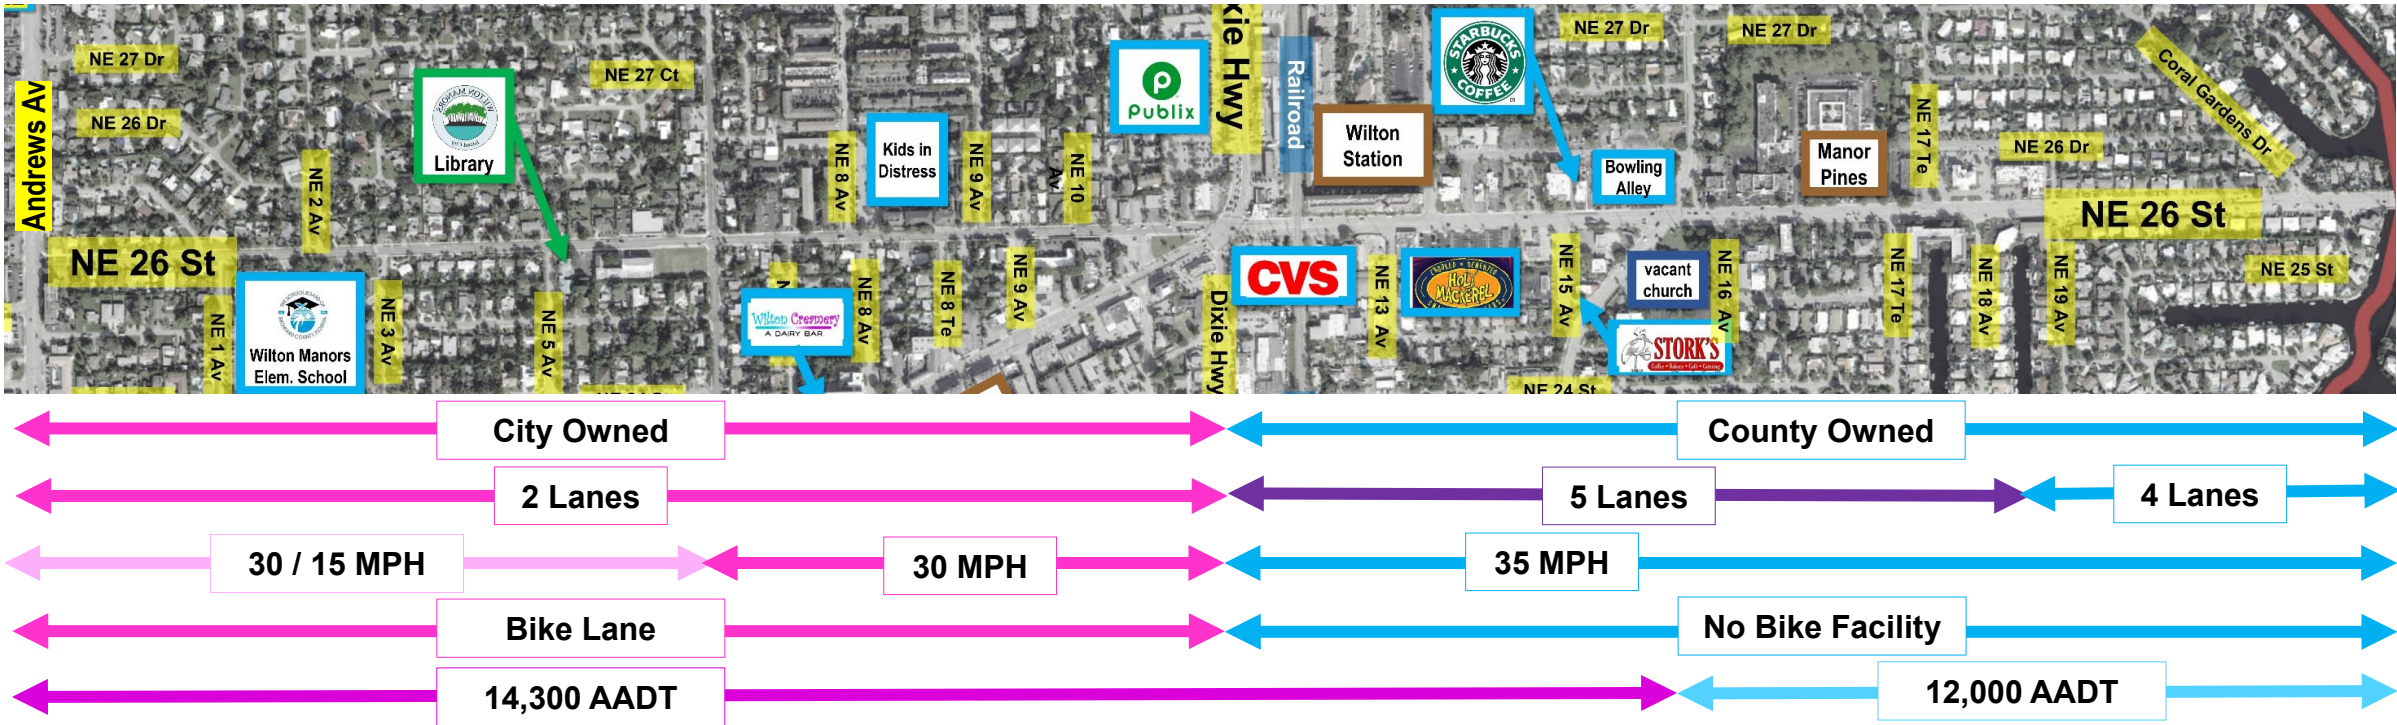 NE 27 Dr
NE 26 Dr
Andrews Av
NE 26 St
NE 1 Av
NE 2 Av
Wilton Manors
Elem. School
NE 3 Av
WILTON MANORS
Library
NE 5 Av
NE 27 Ct
Wilton Creamery
A DAIRY BAR
NE 8 Av
NE 8 Av
Kids in
Distress
NE 8 Te
NE 9 Av
NE 9 Av
NE 10
Av
Publix
xie Hwy
Dixie Hwy
Railroad
CVS
Wilton
Station
NE 13 Av
HOLY
MACKEREL
STARBUCKS
COFFEE
NE 27 Dr
NE 15 Av
NE 24 St
Bowling
Alley
vacant
church
STORK'S
Coffee • Bakery • Café • Catering
NE 16 Av
NE 27 Dr
Manor
Pines
NE 17 Te
NE 17 Te
NE 18 Av
NE 19 Av
NE 26 Dr
Coral Gardens Dr
NE 26 St
NE 25 St
City Owned
County Owned
2 Lanes
5 Lanes
4 Lanes
30 / 15 MPH
30 MPH
35 MPH
Bike Lane
No Bike Facility
14,300 AADT
12,000 AADT